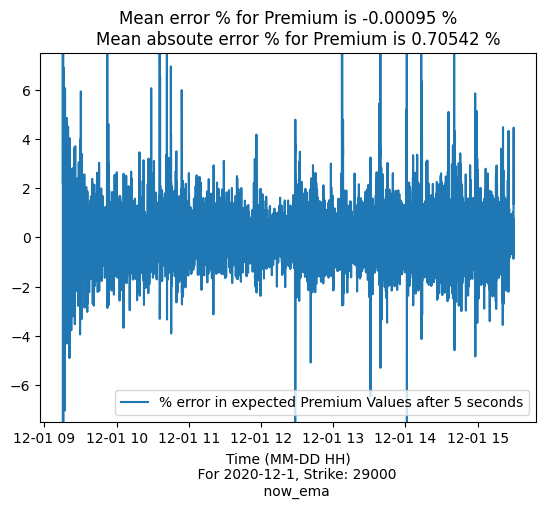 Mean error % for Premium is -0.00095 %
Mean absoute error % for Premium is 0.70542 %
6
4
2
0
−2
−4
−6
% error in expected Premium Values after 5 seconds
12-01 09 12-01 10 12-01 11 12-01 12 12-01 13 12-01 14 12-01 15
Time (MM-DD HH)
For 2020-12-1, Strike: 29000
now_ema